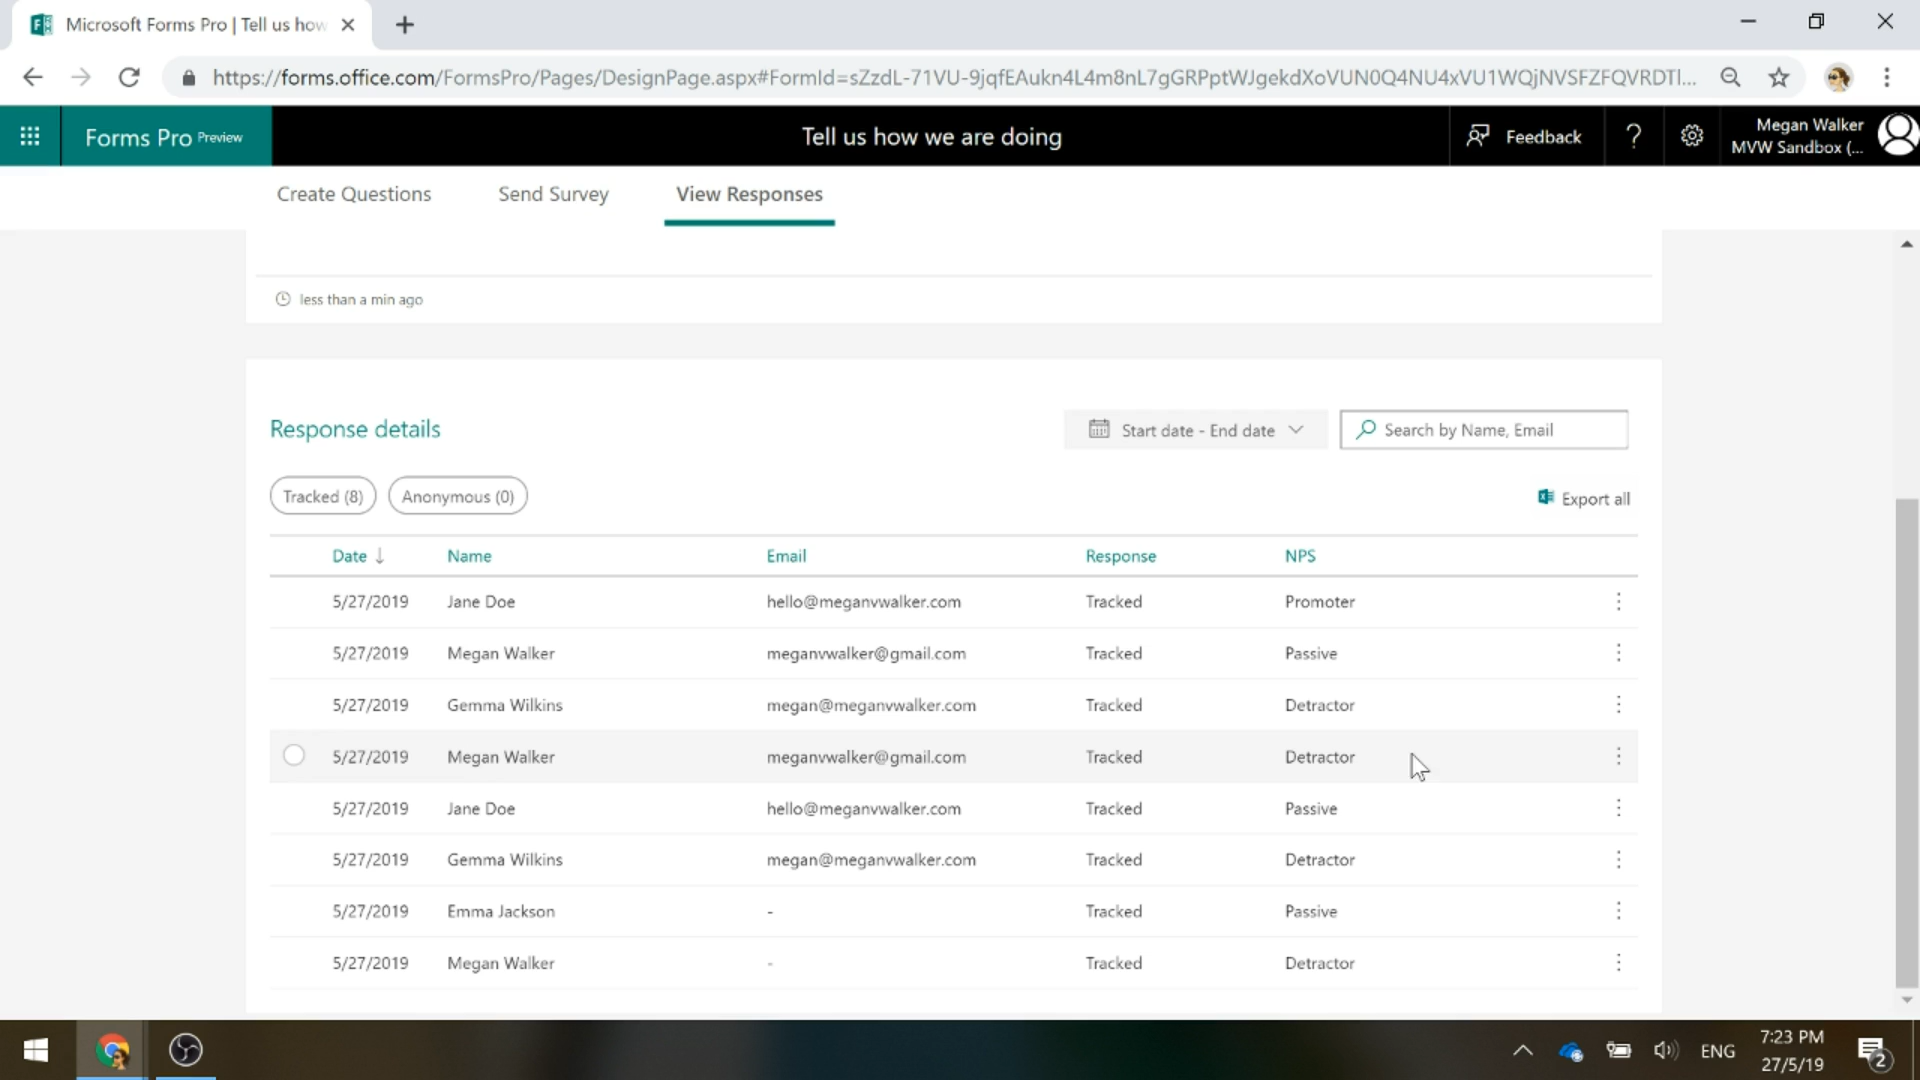 Microsoft Forms Pro | Tell us how
https://forms.office.com/FormsPro/Pages/DesignPage.aspx#FormId=sZzdL-71VU-9jqfEAukn4L4m8nL7gGRPptWJgekdXoVUN0Q4NU4xVU1WQjNVSFZFQVRDTl...
Forms Pro Preview
Tell us how we are doing
Feedback
?
Megan Walker
MVW Sandbox (...
Create Questions
Send Survey
View Responses
less than a min ago
Response details
Start date - End date
Search by Name, Email
Tracked (8)
Anonymous (0)
Export all
Date ↓ Name Email Response NPS
5/27/2019 Jane Doe hello@meganvwalker.com Tracked Promoter
5/27/2019 Megan Walker meganvwalker@gmail.com Tracked Passive
5/27/2019 Gemma Wilkins megan@meganvwalker.com Tracked Detractor
5/27/2019 Megan Walker meganvwalker@gmail.com Tracked Detractor
5/27/2019 Jane Doe hello@meganvwalker.com Tracked Passive
5/27/2019 Gemma Wilkins megan@meganvwalker.com Tracked Detractor
5/27/2019 Emma Jackson - Tracked Passive
5/27/2019 Megan Walker - Tracked Detractor
ENG
7:23 PM
27/5/19
2